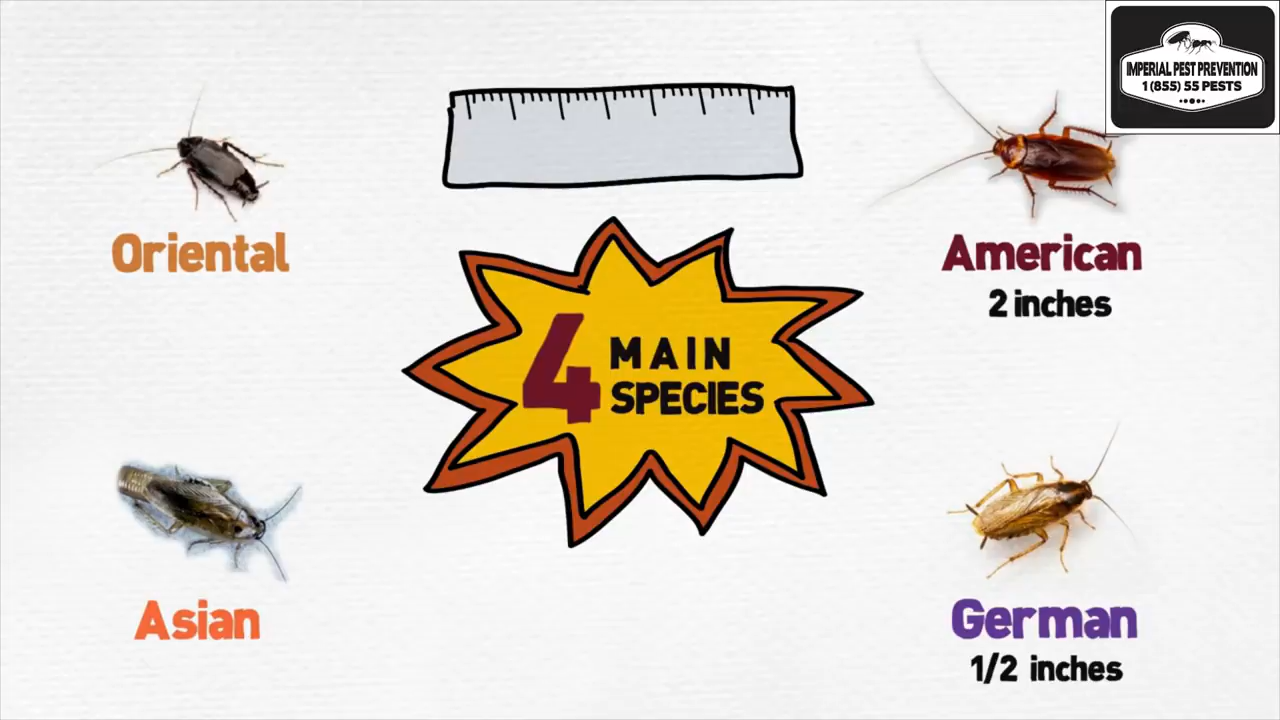 IMPERIAL PEST PREVENTION
1 (855) 55 PESTS
Oriental
American
2 inches
4 MAIN
SPECIES
Asian
German
1/2 inches